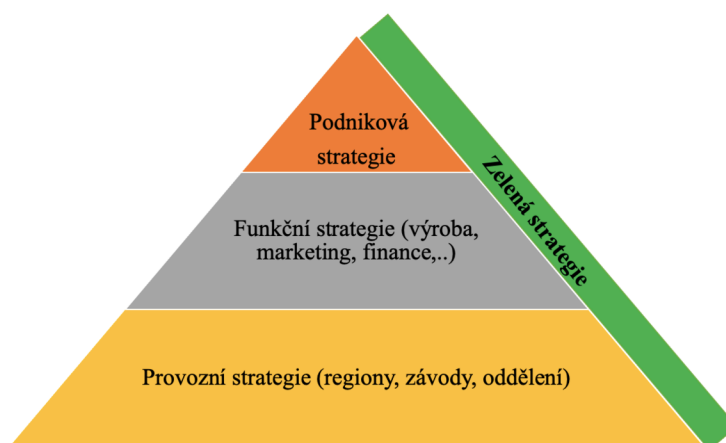 Podniková
strategie
Zelená strategie
Funkční strategie (výroba,
marketing, finance,..)
Provozní strategie (regiony, závody, oddělení)